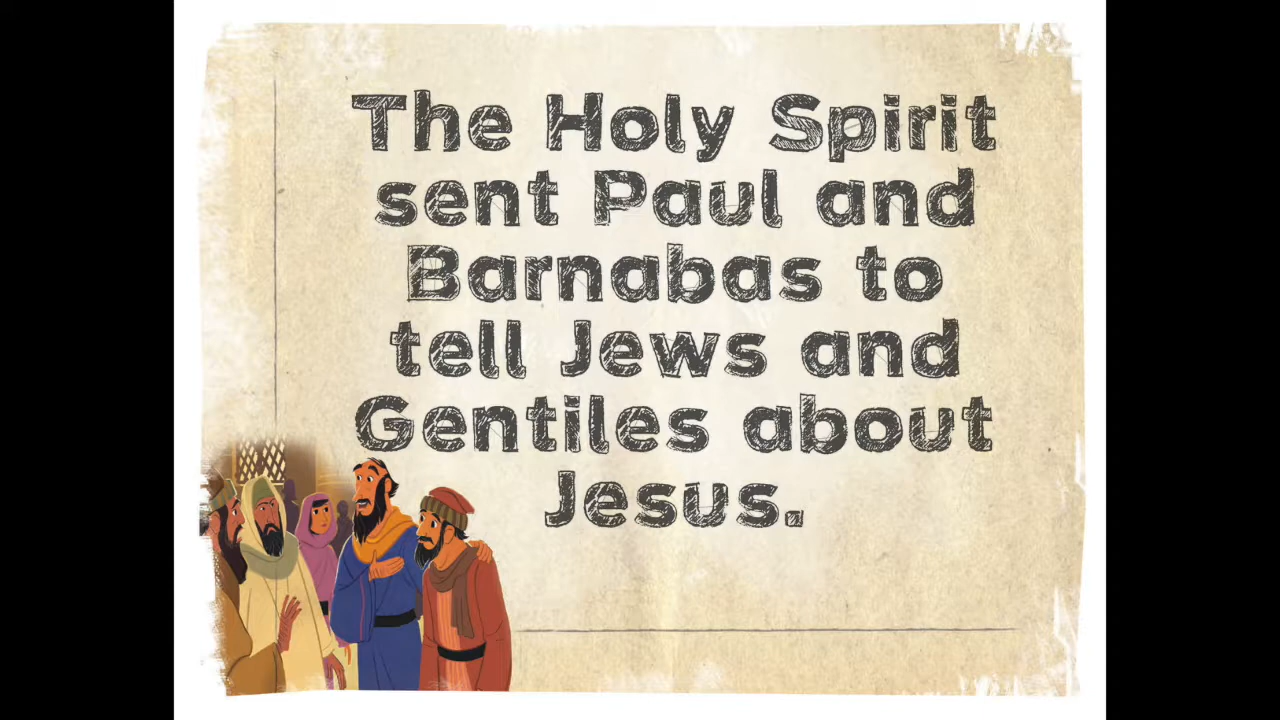 The Holy Spirit
sent Paul and
Barnabas to
tell Jews and
Gentiles about
Jesus.